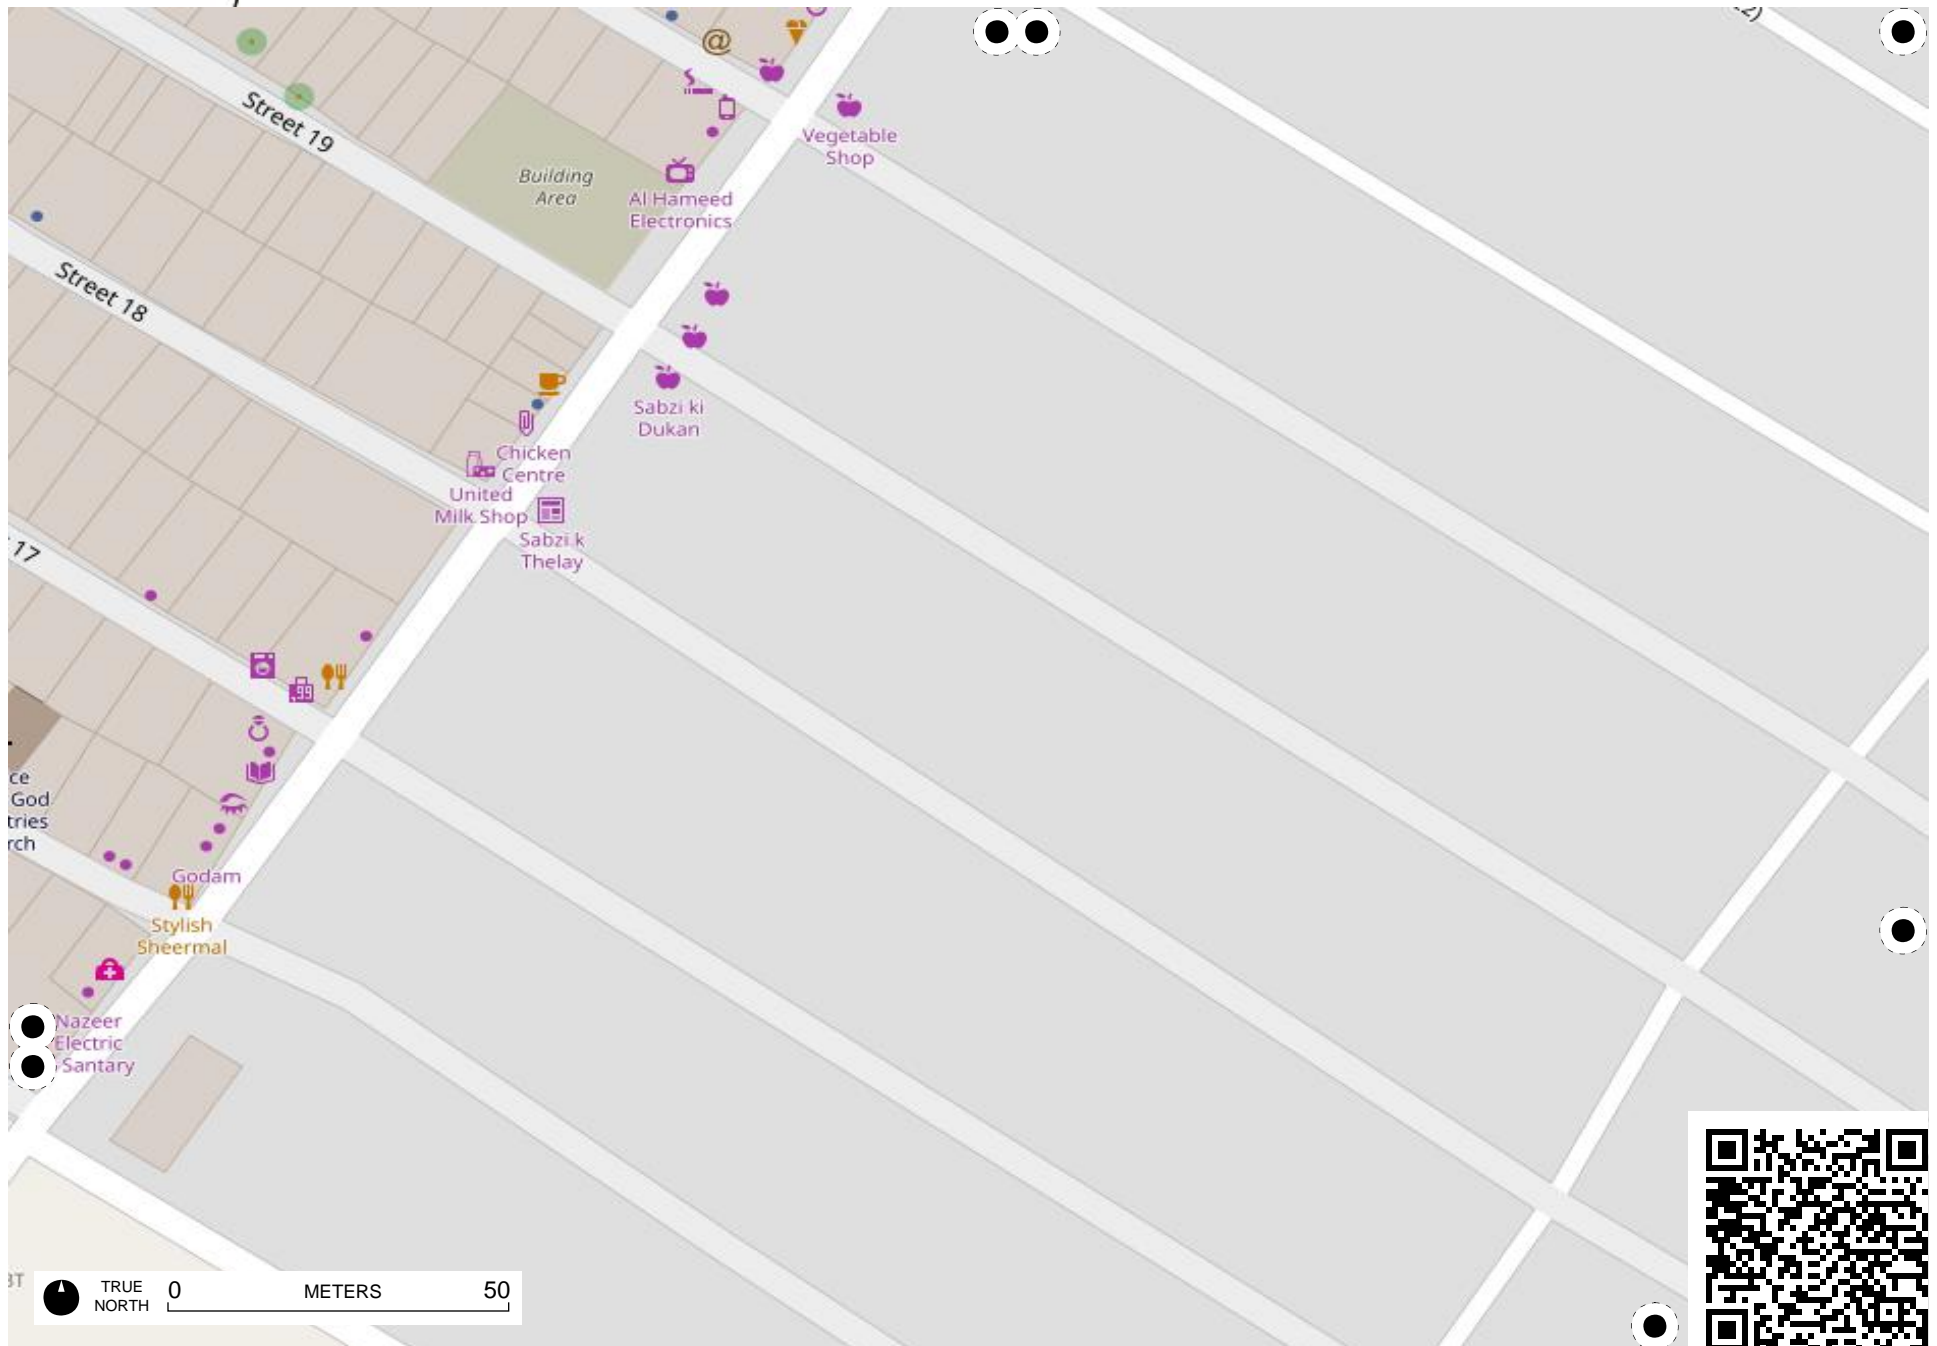 Street 19
Building
Area
Al Hameed
Electronics
Vegetable
Shop
Street 18
Sabzi ki
Dukan
Chicken
Centre
United
Milk Shop
Sabzi k
Thelay
17
ce
God
tries
rch
Godam
Stylish
Sheermal
Nazeer
Electric
Santary
TRUE
NORTH
0 METERS 50